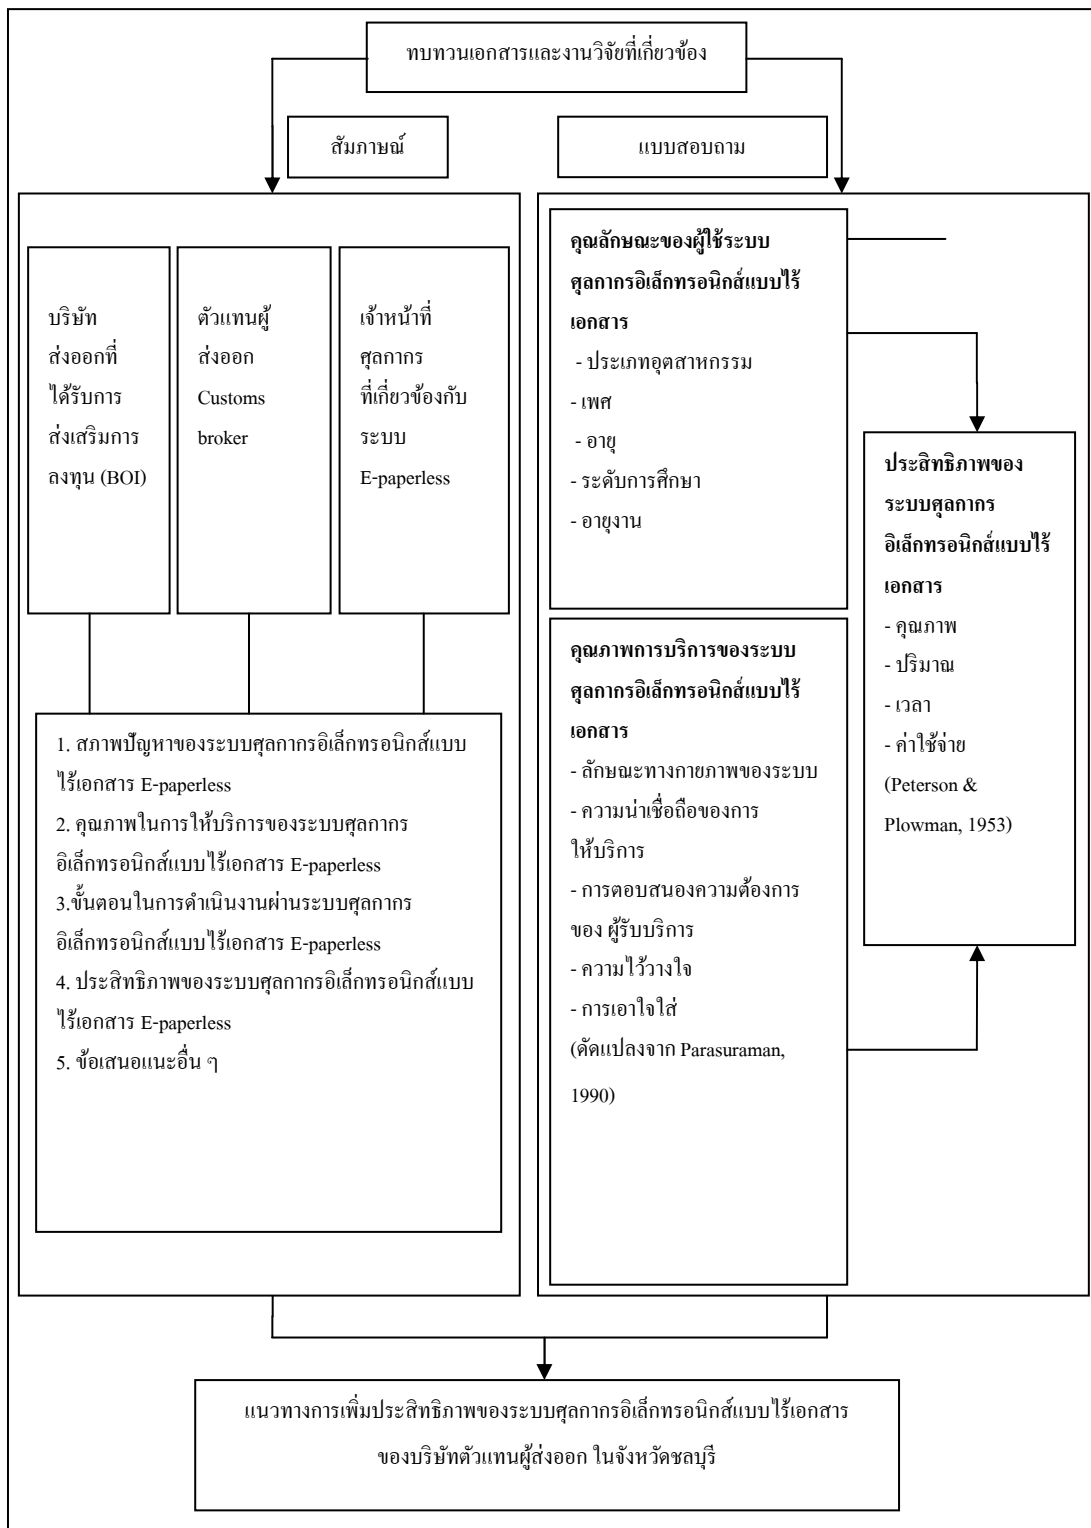 ทบทวนเอกสารและงานวิจัยที่เกี่ยวข้อง
สัมภาษณ์
แบบสอบถาม
บริษัท
ส่งออกที่
ได้รับการ
ส่งเสริมการ
ลงทุน (BOI)
ตัวแทนผู้
ส่งออก
Customs
broker
เจ้าหน้าที่
ศุลกากร
ที่เกี่ยวข้องกับ
ระบบ
E-paperless
1. สภาพปัญหาของระบบศุลกากรอิเล็กทรอนิกส์แบบ
ไร้เอกสาร E-paperless
2. คุณภาพในการให้บริการของระบบศุลกากร
อิเล็กทรอนิกส์แบบไร้เอกสาร E-paperless
3.ขั้นตอนในการดำเนินงานผ่านระบบศุลกากร
อิเล็กทรอนิกส์แบบไร้เอกสาร E-paperless
4. ประสิทธิภาพของระบบศุลกากรอิเล็กทรอนิกส์แบบ
ไร้เอกสาร E-paperless
5. ข้อเสนอแนะอื่น ๆ
คุณลักษณะของผู้ใช้ระบบ
ศุลกากรอิเล็กทรอนิกส์แบบไร้
เอกสาร
- ประเภทอุตสาหกรรม
- เพศ
- อายุ
- ระดับการศึกษา
- อายุงาน
คุณภาพการบริการของระบบ
ศุลกากรอิเล็กทรอนิกส์แบบไร้
เอกสาร
- ลักษณะทางกายภาพของระบบ
- ความน่าเชื่อถือของการ
ให้บริการ
- การตอบสนองความต้องการ
ของ ผู้รับบริการ
- ความไว้วางใจ
- การเอาใจใส่
(ดัดแปลงจาก Parasuraman,
1990)
ประสิทธิภาพของ
ระบบศุลกากร
อิเล็กทรอนิกส์แบบไร้
เอกสาร
- คุณภาพ
- ปริมาณ
- เวลา
- ค่าใช้จ่าย
(Peterson &
Plowman, 1953)
แนวทางการเพิ่มประสิทธิภาพของระบบศุลกากรอิเล็กทรอนิกส์แบบไร้เอกสาร
ของบริษัทตัวแทนผู้ส่งออก ในจังหวัดชลบุรี